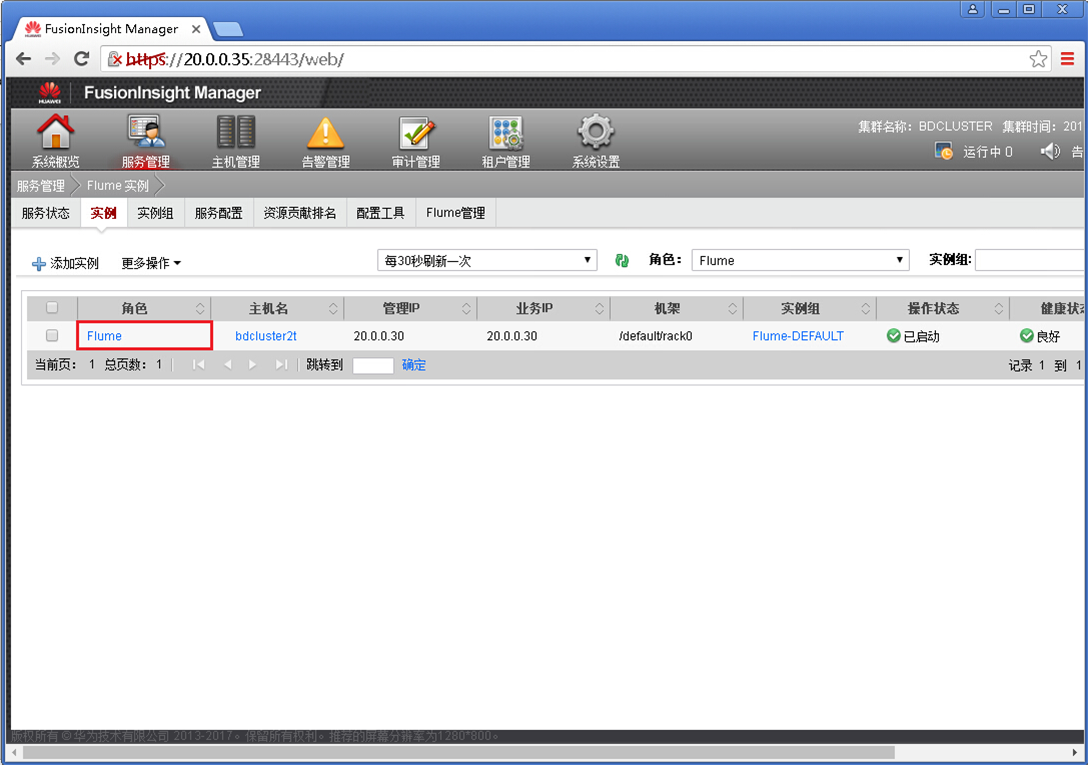 FusionInsight Manager
https://20.0.0.35:28443/web/
HUAWEI FusionInsight Manager
系统概览 服务管理 主机管理 告警管理 审计管理 租户管理 系统设置
集群名称: BDCLUSTER 集群时间: 201
运行中 0 告
服务管理 Flume 实例
服务状态 实例 实例组 服务配置 资源贡献排名 配置工具 Flume管理
添加实例 更多操作 每30秒刷新一次 角色: Flume 实例组:
角色 主机名 管理IP 业务IP 机架 实例组 操作状态 健康状态
Flume bdcluster2t 20.0.0.30 20.0.0.30 /default/rack0 Flume-DEFAULT 已启动 良好
当前页: 1 总页数: 1 跳转到 确定 记录 1 到 1
版权所有©华为技术有限公司 2013-2017。保留所有权利。推荐的屏幕分辨率为1280*800。